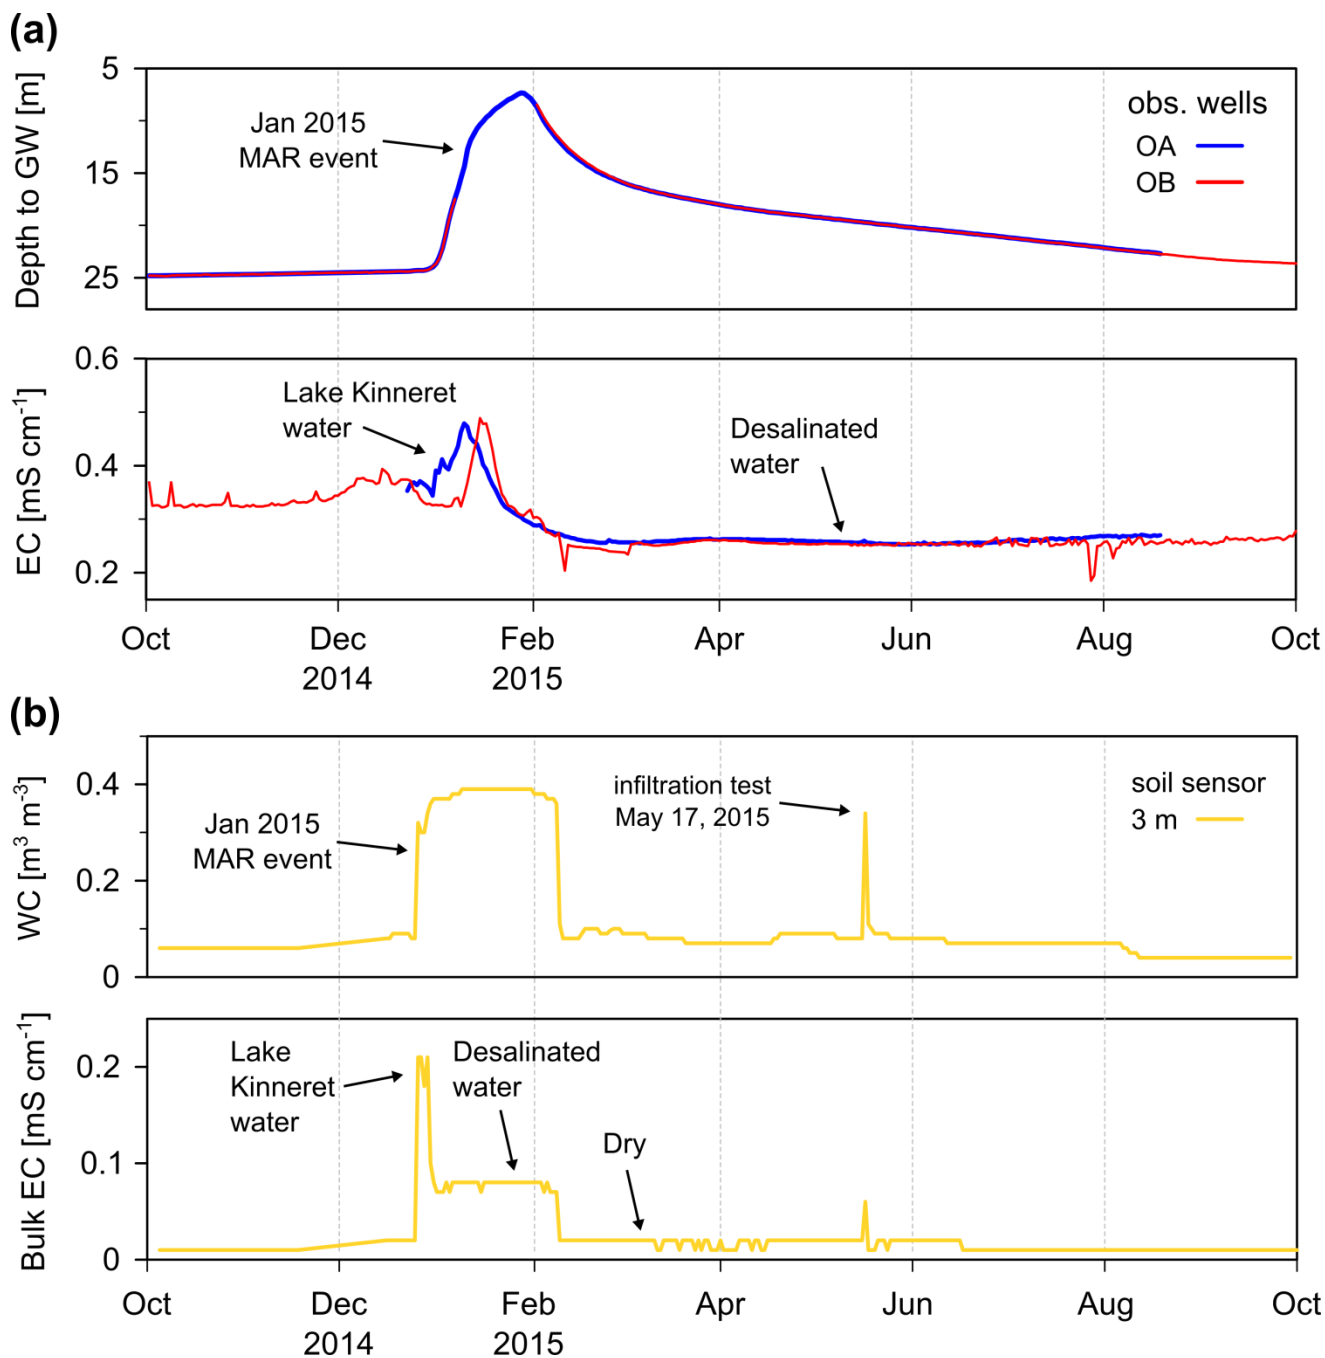 (a)
Depth to GW [m]
5
15
25
Jan 2015
MAR event
obs. wells
OA
OB
EC [mS cm-1]
0.6
0.4
0.2
Lake Kinneret
water
Desalinated
water
Oct
Dec
Feb
Apr
Jun
Aug
Oct
2014
2015
(b)
WC [m3 m-3]
0.4
0.2
0
Jan 2015
MAR event
infiltration test
May 17, 2015
soil sensor
3 m
Bulk EC [mS cm-1]
0.2
0.1
0
Lake
Kinneret
water
Desalinated
water
Dry
Oct
Dec
Feb
Apr
Jun
Aug
Oct
2014
2015